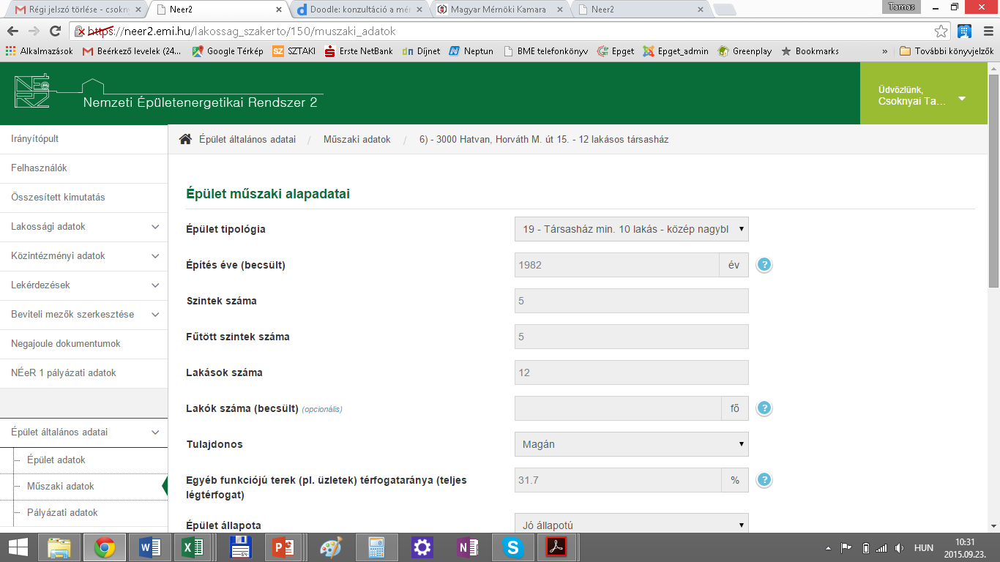 Régi jelszó törlése - csokny
Neer2
Doodle: konzultáció a mér
Magyar Mérnöki Kamara
Neer2
Tamas
https://neer2.emi.hu/lakossag_szakerto/150/muszaki_adatok
Alkalmazások
Beérkező levelek (24...
Google Térkép
SZ SZTAKI
Erste NetBank
dn Díjnet
Neptun
BME telefonkönyv
Epget
Epget_admin
Greenplay
Bookmarks
»
További könyvjelzők
Nemzeti Épületenergetikai Rendszer 2
Üdvözlünk,
Csoknyai Ta...
Irányítópult
Felhasználók
Összesített kimutatás
Lakossági adatok
Közintézményi adatok
Lekérdezések
Beviteli mezők szerkesztése
Negajoule dokumentumok
NÉeR 1 pályázati adatok
Épület általános adatai
Épület adatok
Műszaki adatok
Pályázati adatok
Épület általános adatai / Műszaki adatok / 6) - 3000 Hatvan, Horváth M. út 15. - 12 lakásos társasház
Épület műszaki alapadatai
Épület tipológia 19 - Társasház min. 10 lakás - közép nagybl
Építés éve (becsült) 1982 év ?
Szintek száma 5
Fűtött szintek száma 5
Lakások száma 12
Lakók száma (becsült) (opcionális) fő ?
Tulajdonos Magán
Egyéb funkciójú terek (pl. üzletek) térfogataránya (teljes
légtérfogat) 31.7 % ?
Épület állapota Jó állapotú
HUN
10:31
2015.09.23.